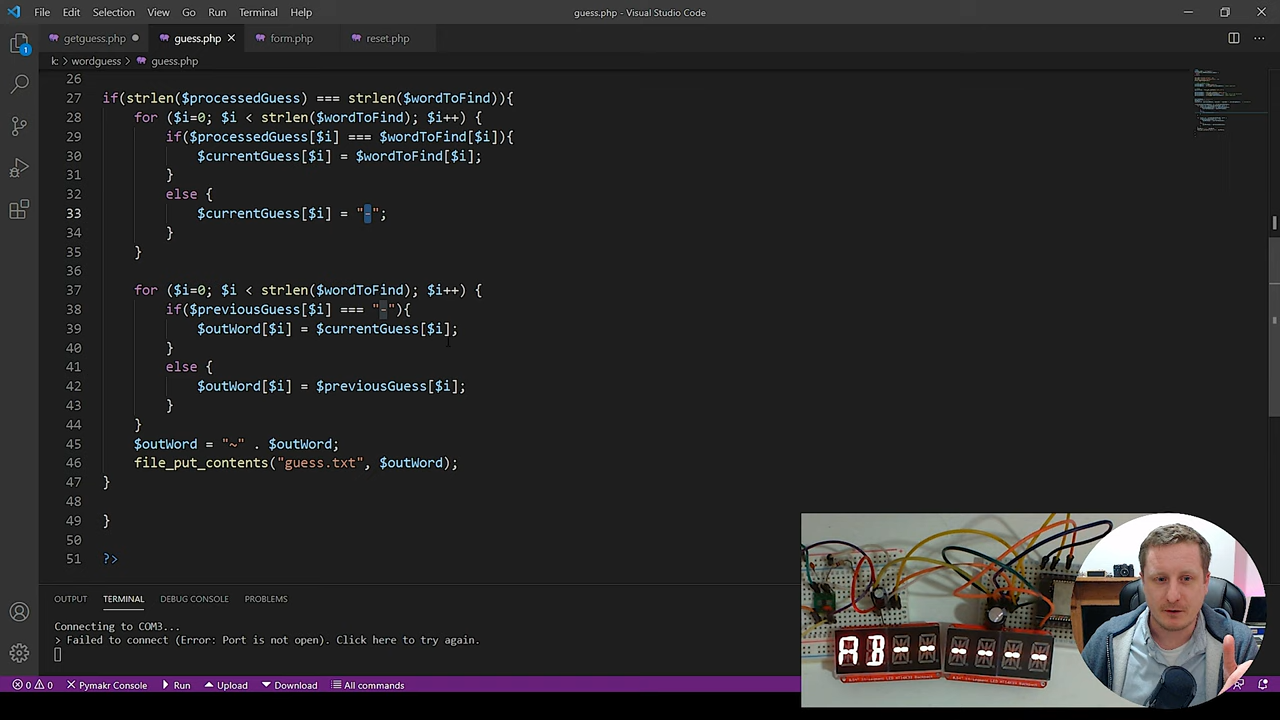 File Edit Selection View Go Run Terminal Help guess.php - Visual Studio Code
getguess.php guess.php form.php reset.php
k: > wordguess > guess.php
26
27 if(strlen($processedGuess) === strlen($wordToFind)){
28 for ($i=0; $i < strlen($wordToFind); $i++) {
29 if($processedGuess[$i] === $wordToFind[$i]){
30 $currentGuess[$i] = $wordToFind[$i];
31 }
32 else {
33 $currentGuess[$i] = "-";
34 }
35 }
36
37 for ($i=0; $i < strlen($wordToFind); $i++) {
38 if($previousGuess[$i] === "-"){
39 $outWord[$i] = $currentGuess[$i];
40 }
41 else {
42 $outWord[$i] = $previousGuess[$i];
43 }
44 }
45 $outWord = "~" . $outWord;
46 file_put_contents("guess.txt", $outWord);
47 }
48
49 }
50
51 ?>
OUTPUT TERMINAL DEBUG CONSOLE PROBLEMS
Connecting to COM3...
> Failed to connect (Error: Port is not open). Click here to try again.
AB------
0 0 Pymakr Console Run Upload Download All commands